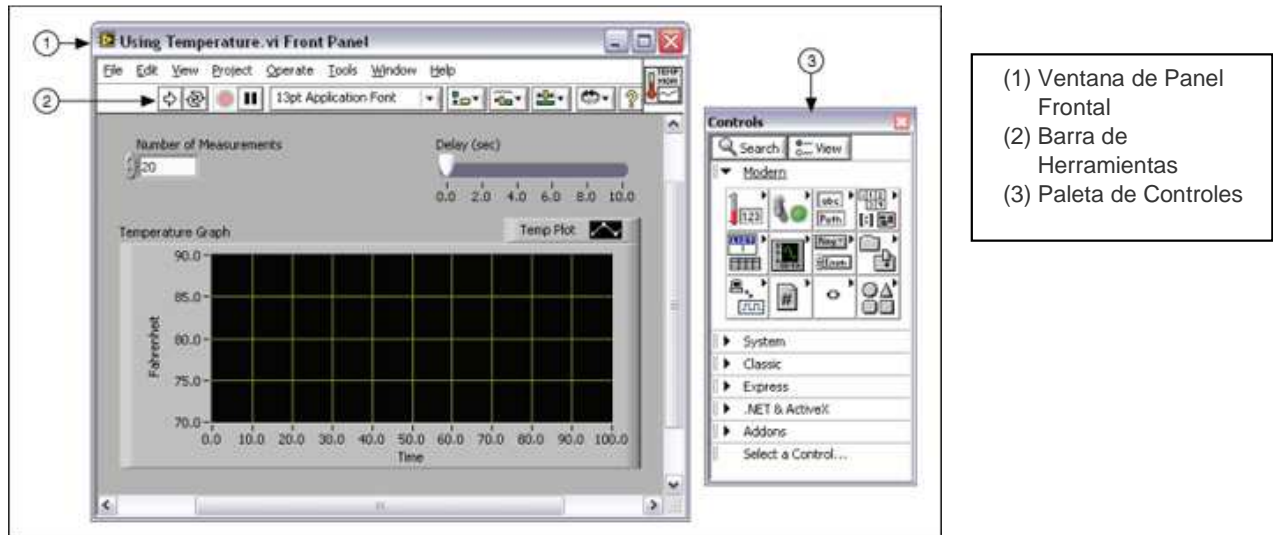 1
Using Temperature.vi Front Panel
File Edit View Project Operate Tools Window Help
TEMP
MON
2
13pt Application Font
?
Number of Measurements
20
Delay (sec)
0.0 2.0 4.0 6.0 8.0 10.0
Temperature Graph
Temp Plot
90.0
85.0
80.0
75.0
70.0
Fahrenheit
0.0 10.0 20.0 30.0 40.0 50.0 60.0 70.0 80.0 90.0 100.0
Time
3
Controls
Search View
Modern
123
abc
Path
Ring
#
System
Classic
Express
.NET & ActiveX
Addons
Select a Control...
(1) Ventana de Panel
Frontal
(2) Barra de
Herramientas
(3) Paleta de Controles